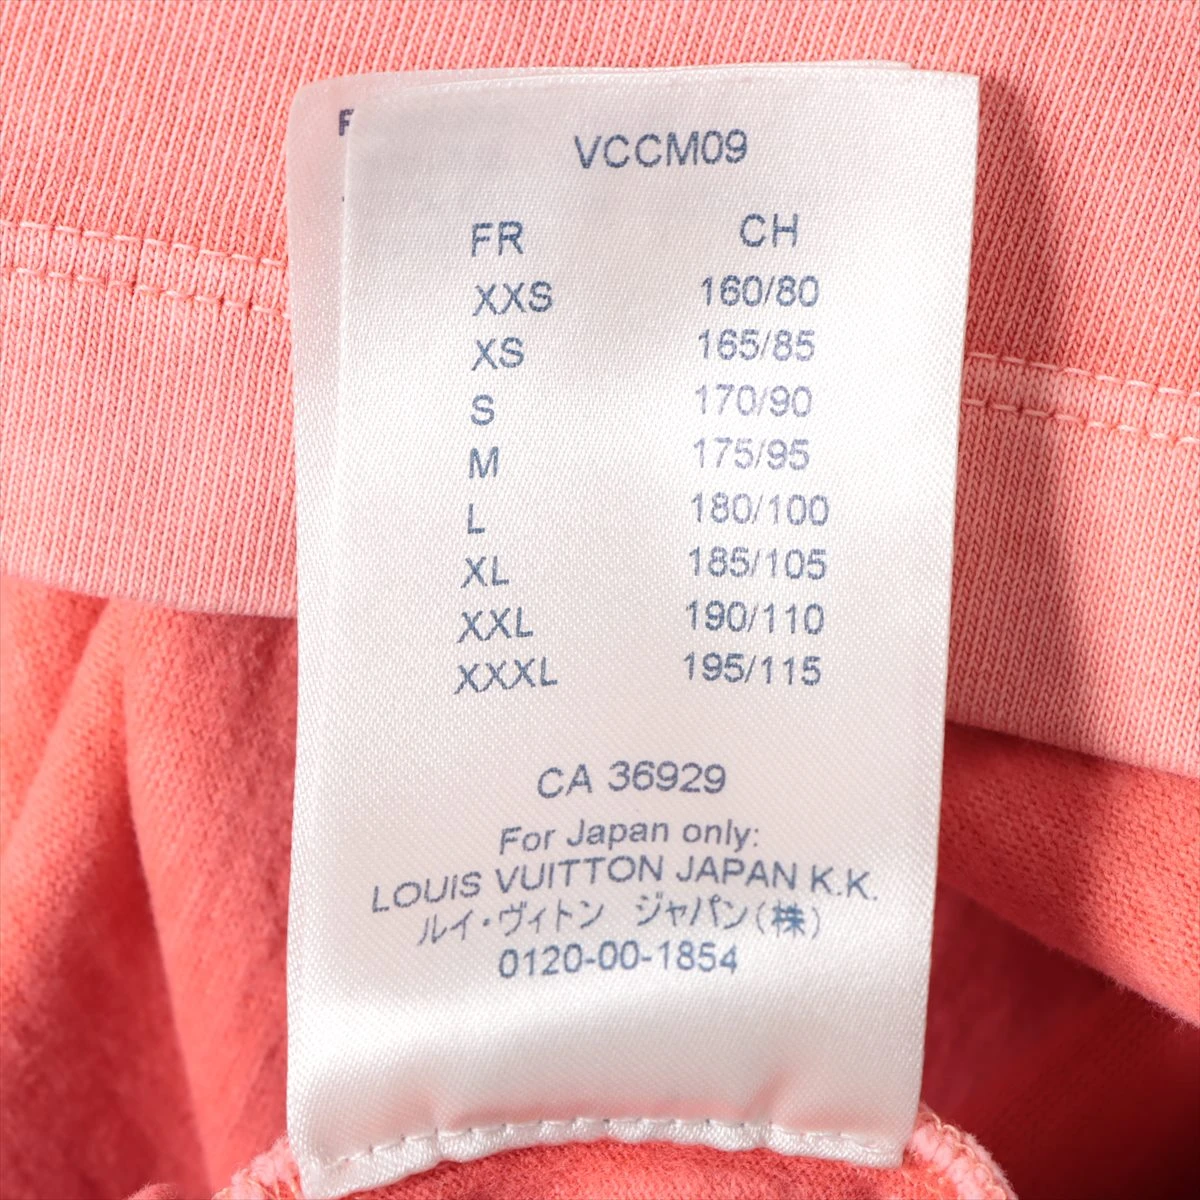 VCCM09
FR CH
XXS 160/80
XS 165/85
S 170/90
M 175/95
L 180/100
XL 185/105
XXL 190/110
XXXL 195/115
CA 36929
For Japan only:
LOUIS VUITTON JAPAN K.K.
ルイ・ヴィトン ジャパン(株)
0120-00-1854